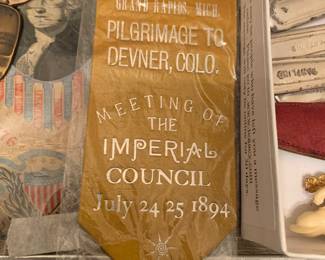 GRAND RAPIDS, MICH.
PILGRIMAGE TO
DEVNER, COLO.
MEETING OF
THE
IMPERIAL
COUNCIL
July 24 25 1894